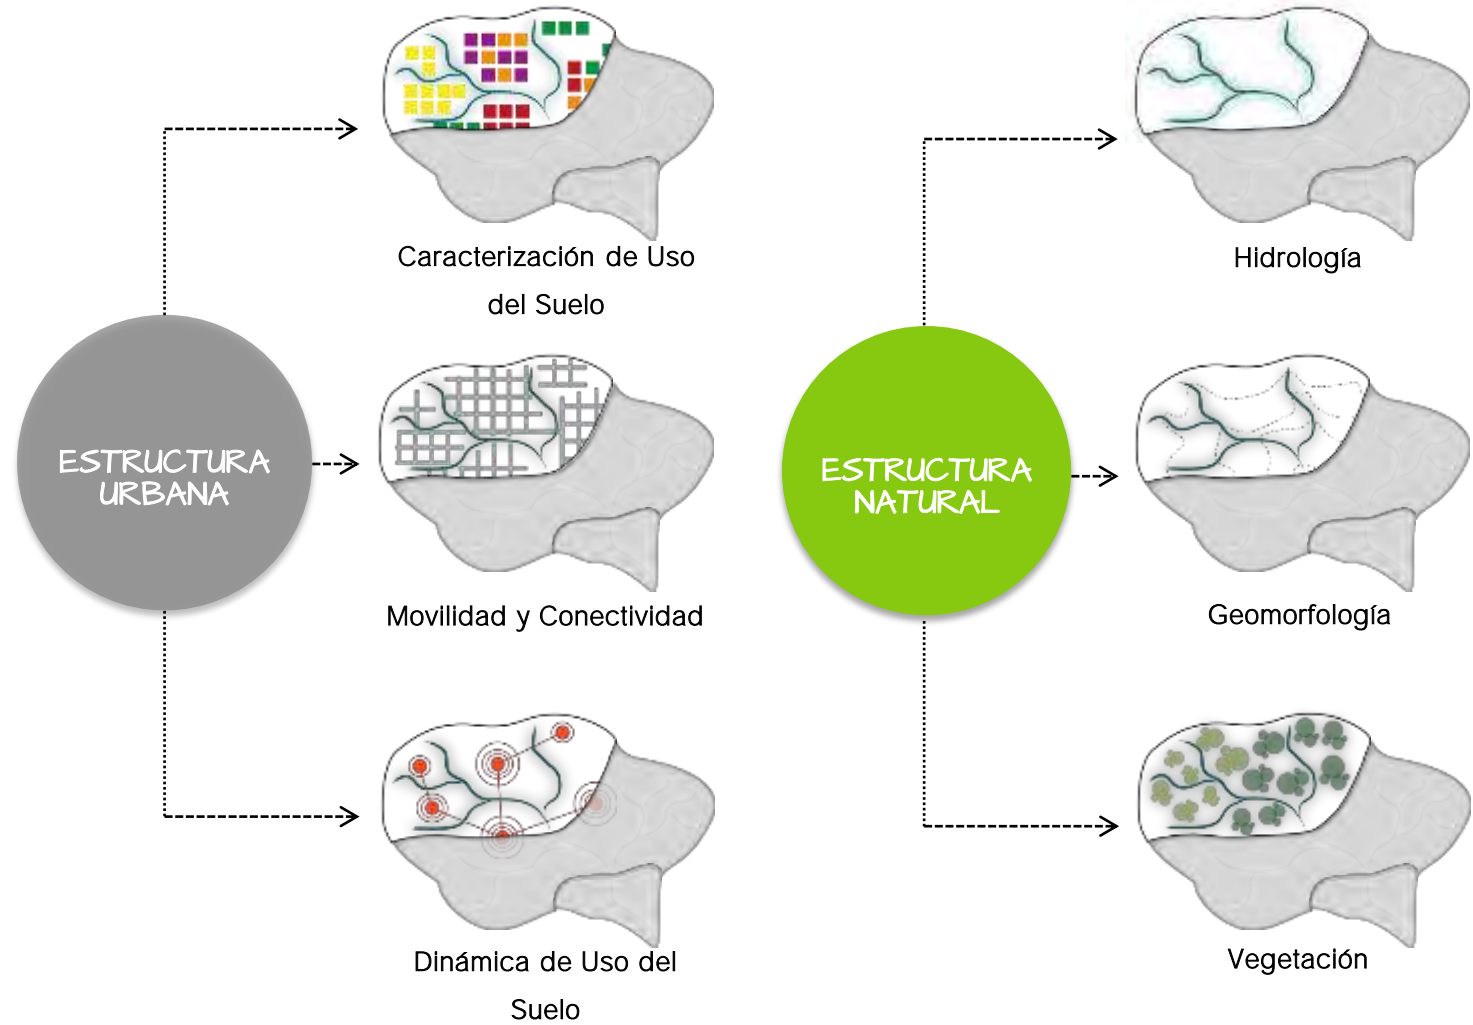 Caracterización de Uso
del Suelo
ESTRUCTURA
URBANA
Movilidad y Conectividad
Dinámica de Uso del
Suelo
Hidrología
ESTRUCTURA
NATURAL
Geomorfología
Vegetación